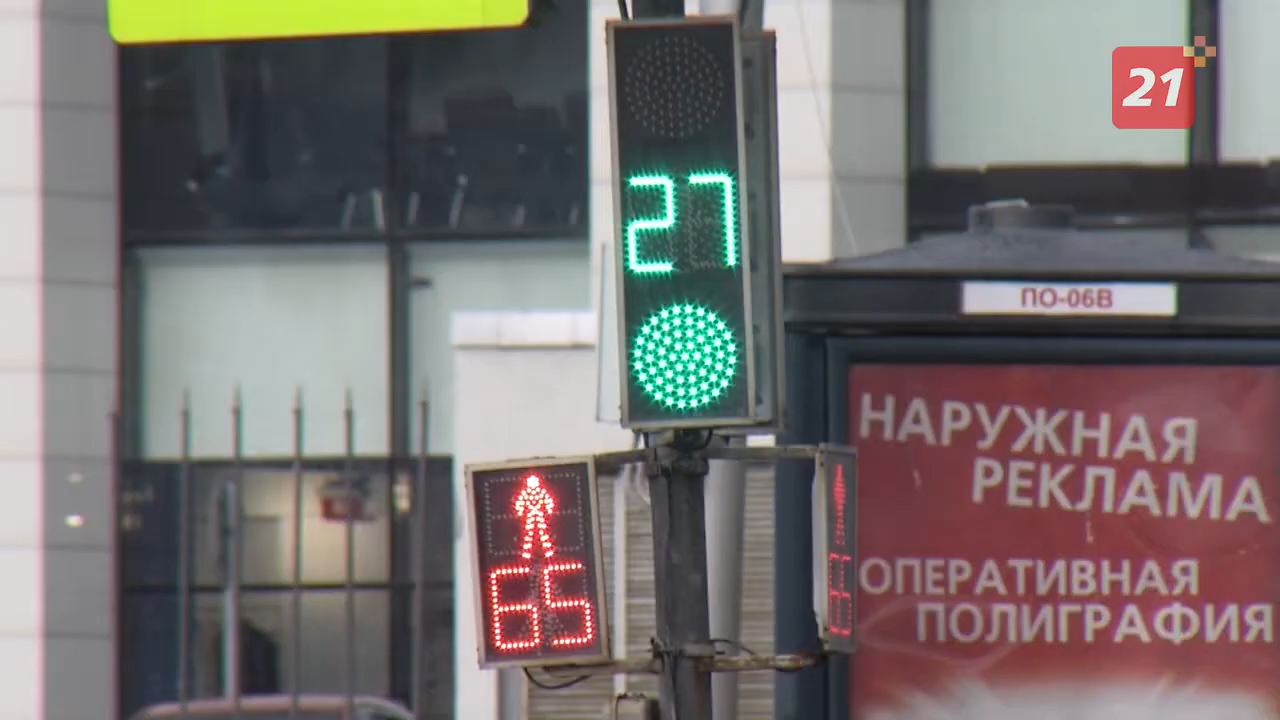 21
27
ПО-06В
НАРУЖНАЯ
РЕКЛАМА
65
ОПЕРАТИВНАЯ
ПОЛИГРАФИЯ